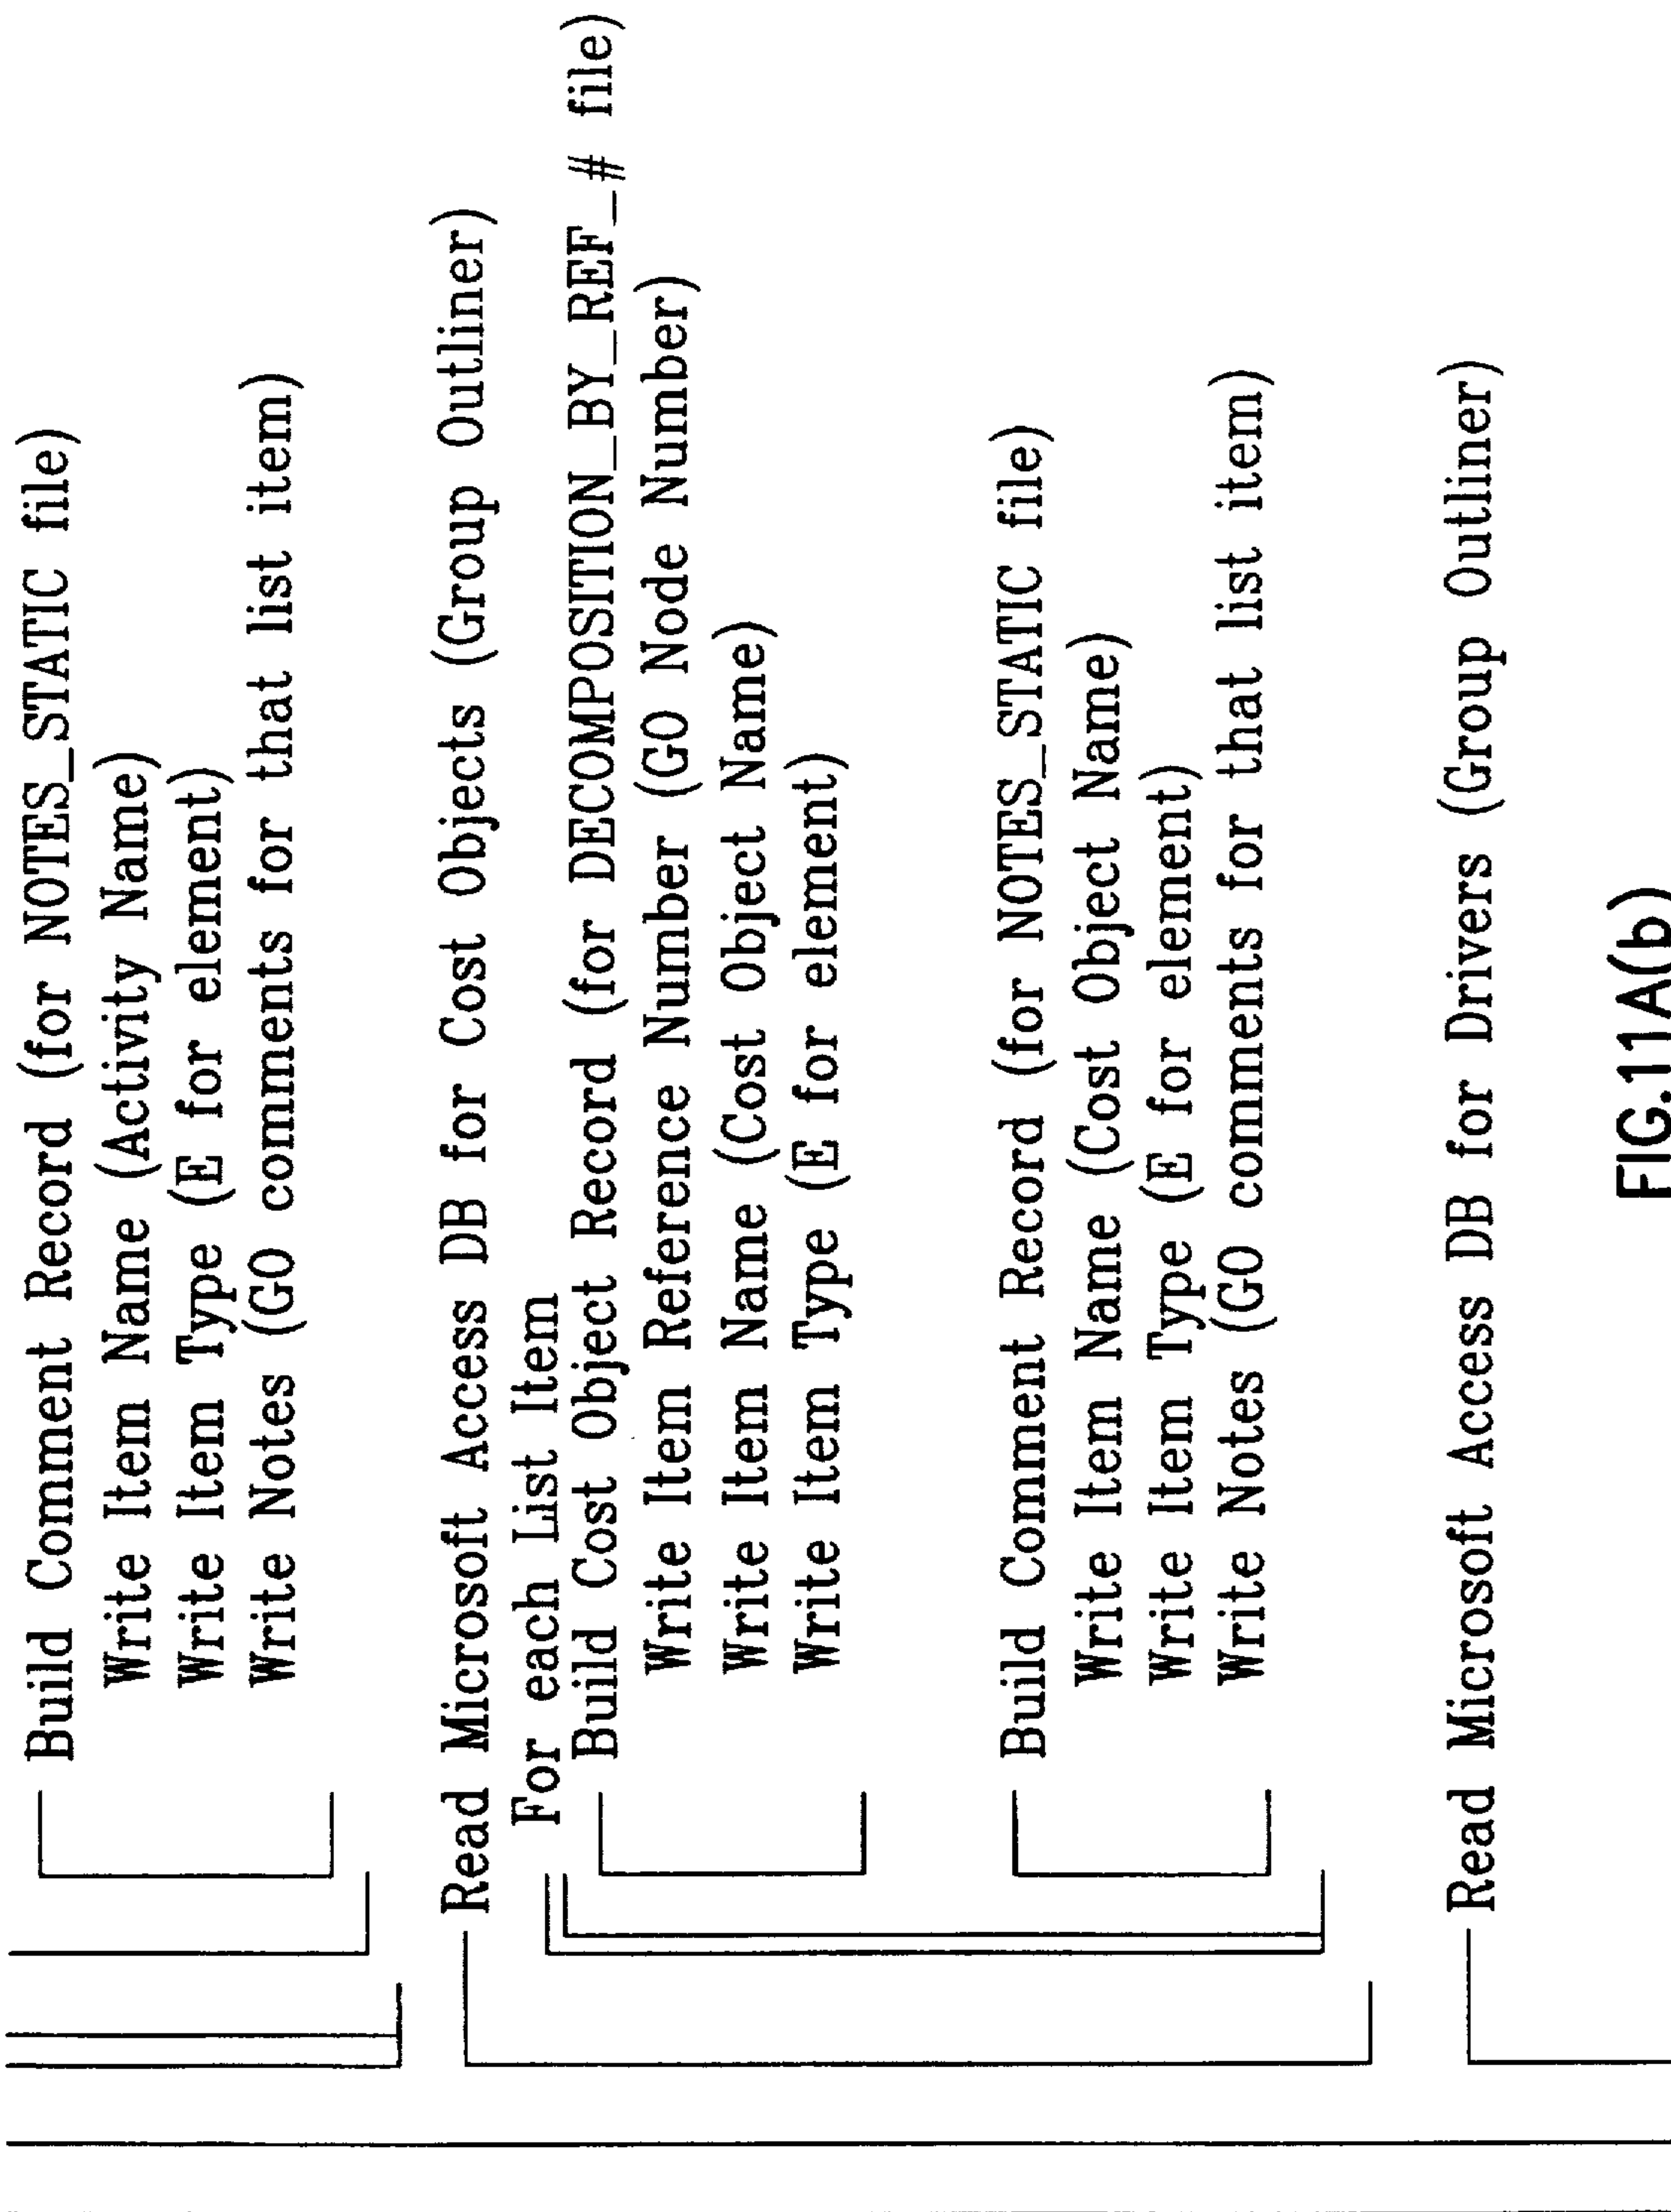 Build Comment Record (for NOTES_STATIC file)
Write Item Name (Activity Name)
Write Item Type (E for element)
Write Notes (GO comments for that list item)
Read Microsoft Access DB for Cost Objects (Group Outliner)
For each List Item
Build Cost Object Record (for DECOMPOSITION_BY_REF_# file)
Write Item Reference Number (GO Node Number)
Write Item Name (Cost Object Name)
Write Item Type (E for element)
Build Comment Record (for NOTES_STATIC file)
Write Item Name (Cost Object Name)
Write Item Type (E for element)
Write Notes (GO comments for that list item)
Read Microsoft Access DB for Drivers (Group Outliner)
FIG.11A(b)